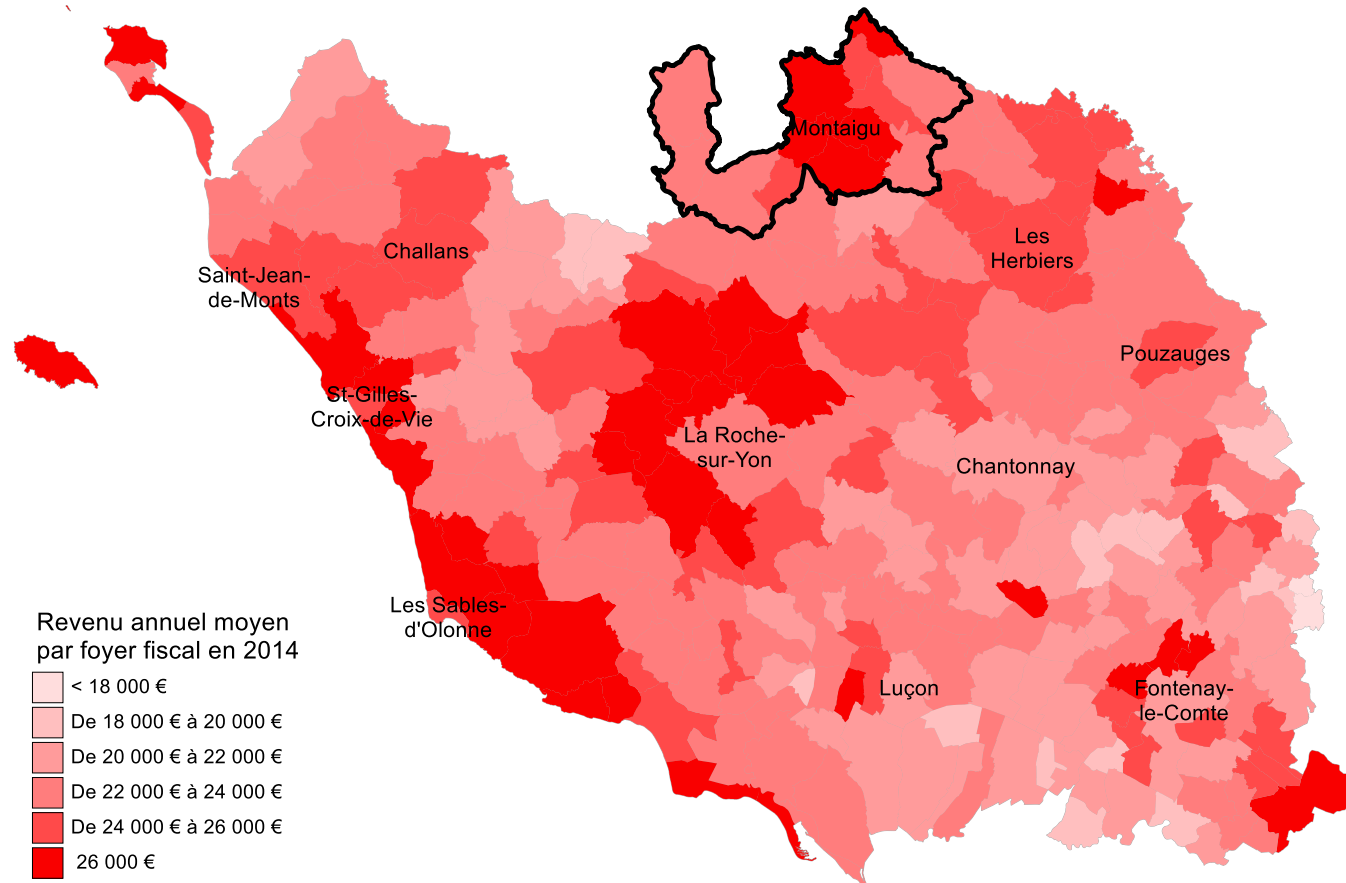 Montaigu
Les
Herbiers
Challans
Saint-Jean-
de-Monts
Pouzauges
St-Gilles-
Croix-de-Vie
La Roche-
sur-Yon
Chantonnay
Les Sables-
d'Olonne
Luçon
Fontenay-
le-Comte
Revenu annuel moyen
par foyer fiscal en 2014
< 18 000 €
De 18 000 € à 20 000 €
De 20 000 € à 22 000 €
De 22 000 € à 24 000 €
De 24 000 € à 26 000 €
26 000 €